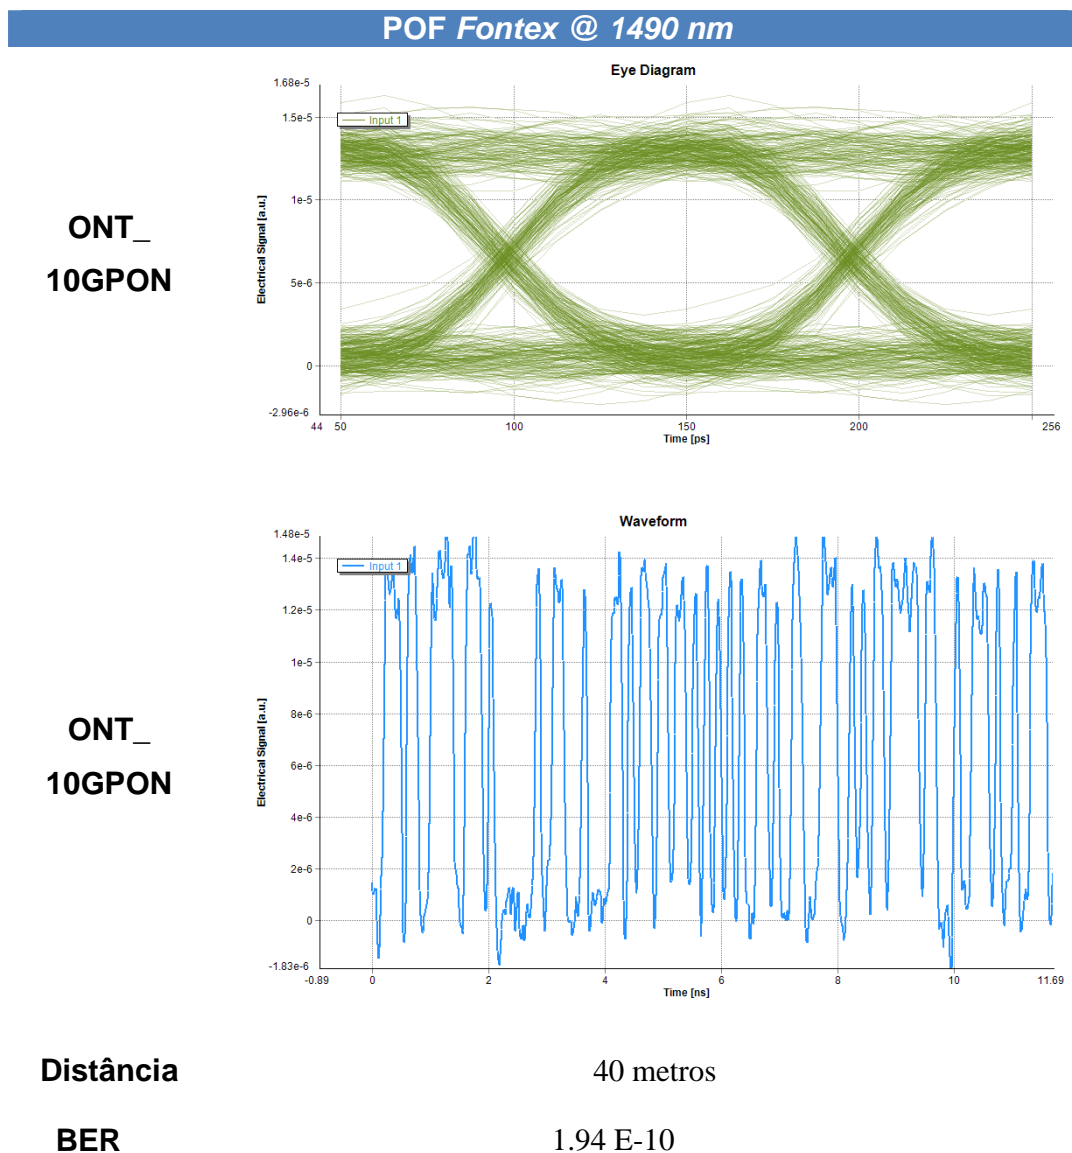 POF Fontex @ 1490 nm
Eye Diagram
1.68e-5
1.5e-5
1e-5
5e-6
0
-2.96e-6
Electrical Signal [a.u.]
Input 1
44 50 100 150 200 256
Time [ps]
ONT_
10GPON
Waveform
1.48e-5
1.4e-5
1.2e-5
1e-5
8e-6
6e-6
4e-6
2e-6
0
-1.83e-6
Electrical Signal [a.u.]
Input 1
-0.89 0 2 4 6 8 10 11.69
Time [ns]
ONT_
10GPON
Distância 40 metros
BER 1.94 E-10